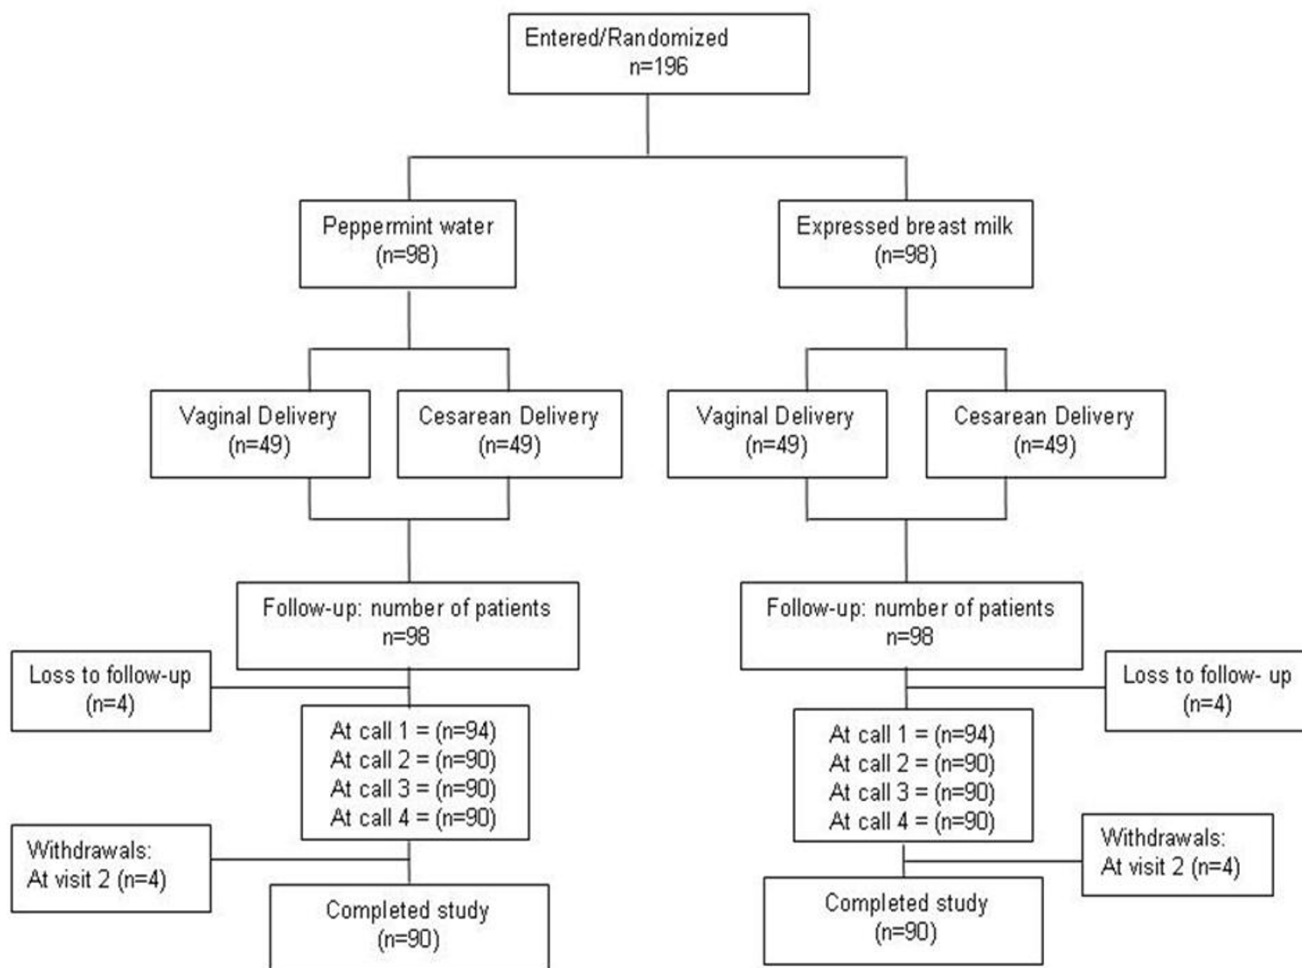 Entered/Randomized
n=196
Peppermint water
(n=98)
Expressed breast milk
(n=98)
Vaginal Delivery
(n=49)
Cesarean Delivery
(n=49)
Vaginal Delivery
(n=49)
Cesarean Delivery
(n=49)
Follow-up: number of patients
n=98
Follow-up: number of patients
n=98
Loss to follow-up
(n=4)
Loss to follow- up
(n=4)
At call 1 = (n=94)
At call 2 = (n=90)
At call 3 = (n=90)
At call 4 = (n=90)
At call 1 = (n=94)
At call 2 = (n=90)
At call 3 = (n=90)
At call 4 = (n=90)
Withdrawals:
At visit 2 (n=4)
Withdrawals:
At visit 2 (n=4)
Completed study
(n=90)
Completed study
(n=90)